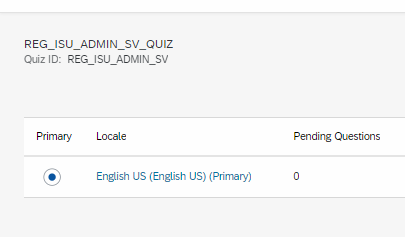 REG_ISU_ADMIN_SV_QUIZ
Quiz ID: REG_ISU_ADMIN_SV
Primary Locale Pending Questions
English US (English US) (Primary) 0